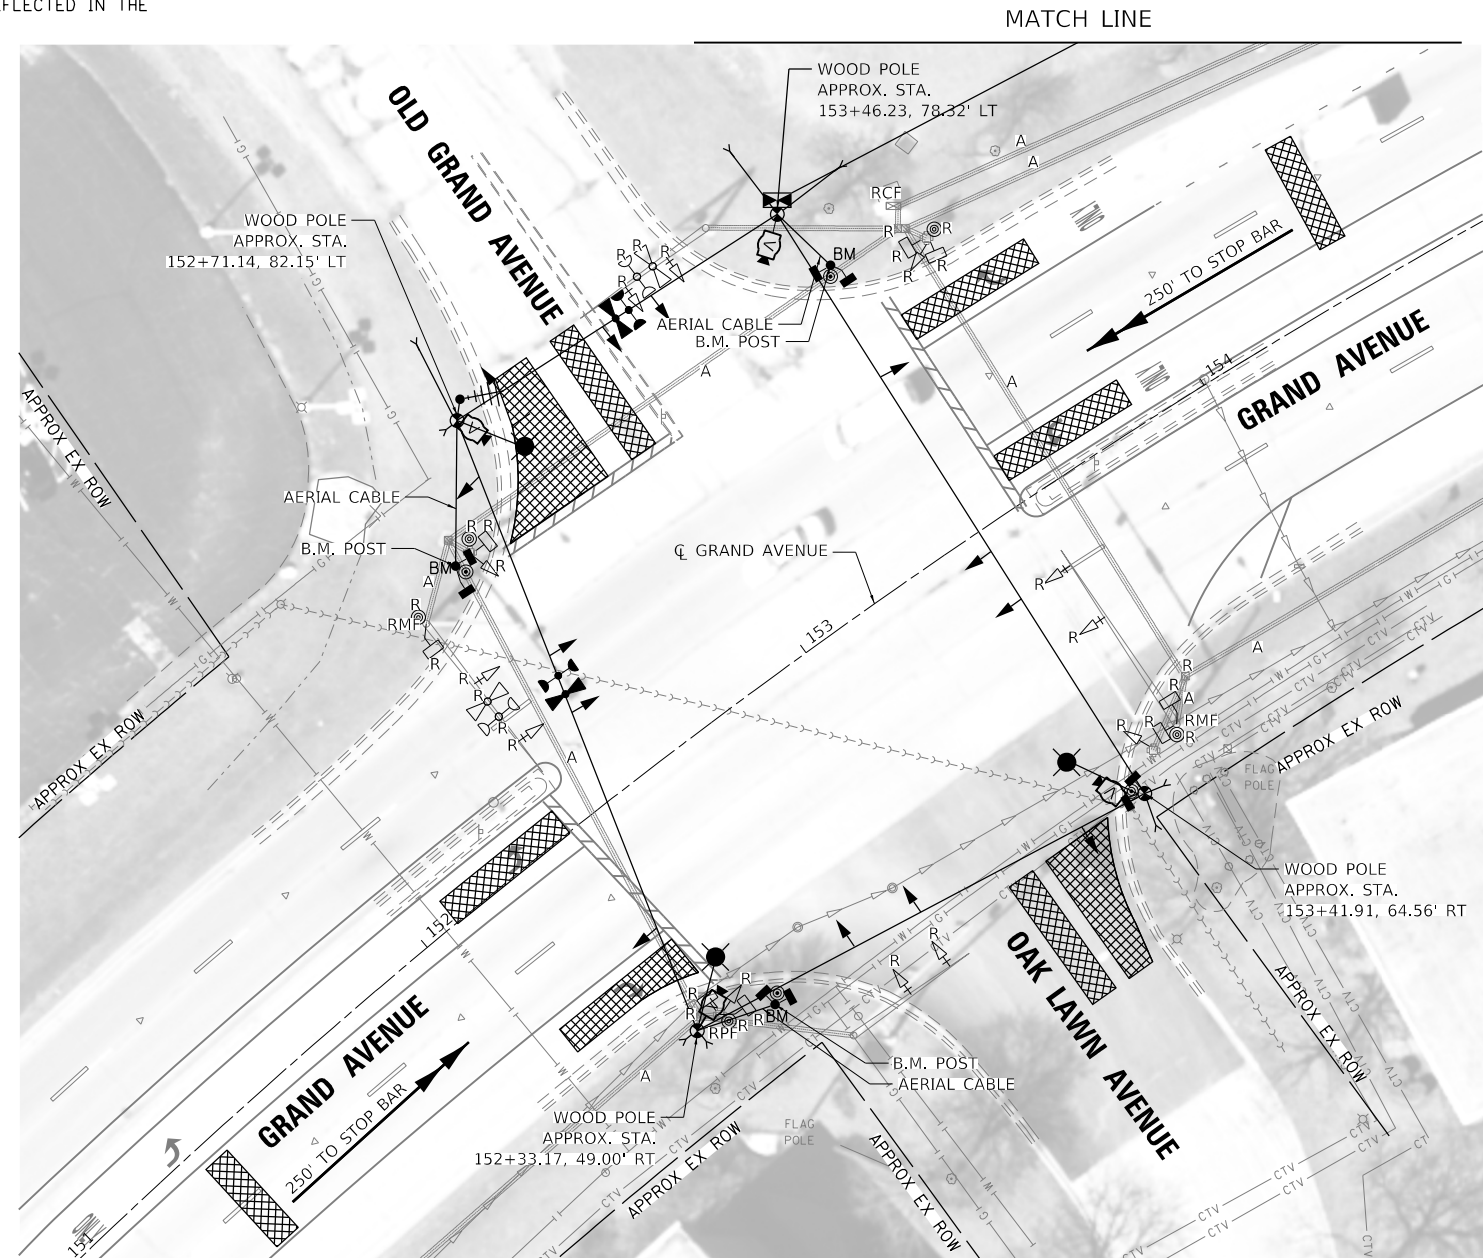 EFLECTED IN THE
MATCH LINE
WOOD POLE
APPROX. STA.
153+46.23, 78.32' LT
OLD GRAND AVENUE
WOOD POLE
APPROX. STA.
152+71.14, 82.15' LT
RCF
A
A
R
R
R
R
R
R
R
BM
AERIAL CABLE
B.M. POST
250' TO STOP BAR
GRAND AVENUE
154
A
A
APPROX EX ROW
AERIAL CABLE
B.M. POST
BM
R R
R
A
R
RMF
R
℄ GRAND AVENUE
153
R
R
A
R
R
A
RMF
R
R
R
APPROX EX ROW
FLAG
POLE
APPROX EX ROW
R
R
R
R
A
WOOD POLE
APPROX. STA.
153+41.91, 64.56' RT
152
OAK LAWN AVENUE
R
R
R
R
R
R
R
RPF
BM
B.M. POST
AERIAL CABLE
APPROX EX ROW
GRAND AVENUE
250' TO STOP BAR
A
WOOD POLE
APPROX. STA.
152+33.17, 49.00' RT
FLAG
POLE
APPROX EX ROW
APPROX EX ROW
151
CTV
CTV
CTV
CTV